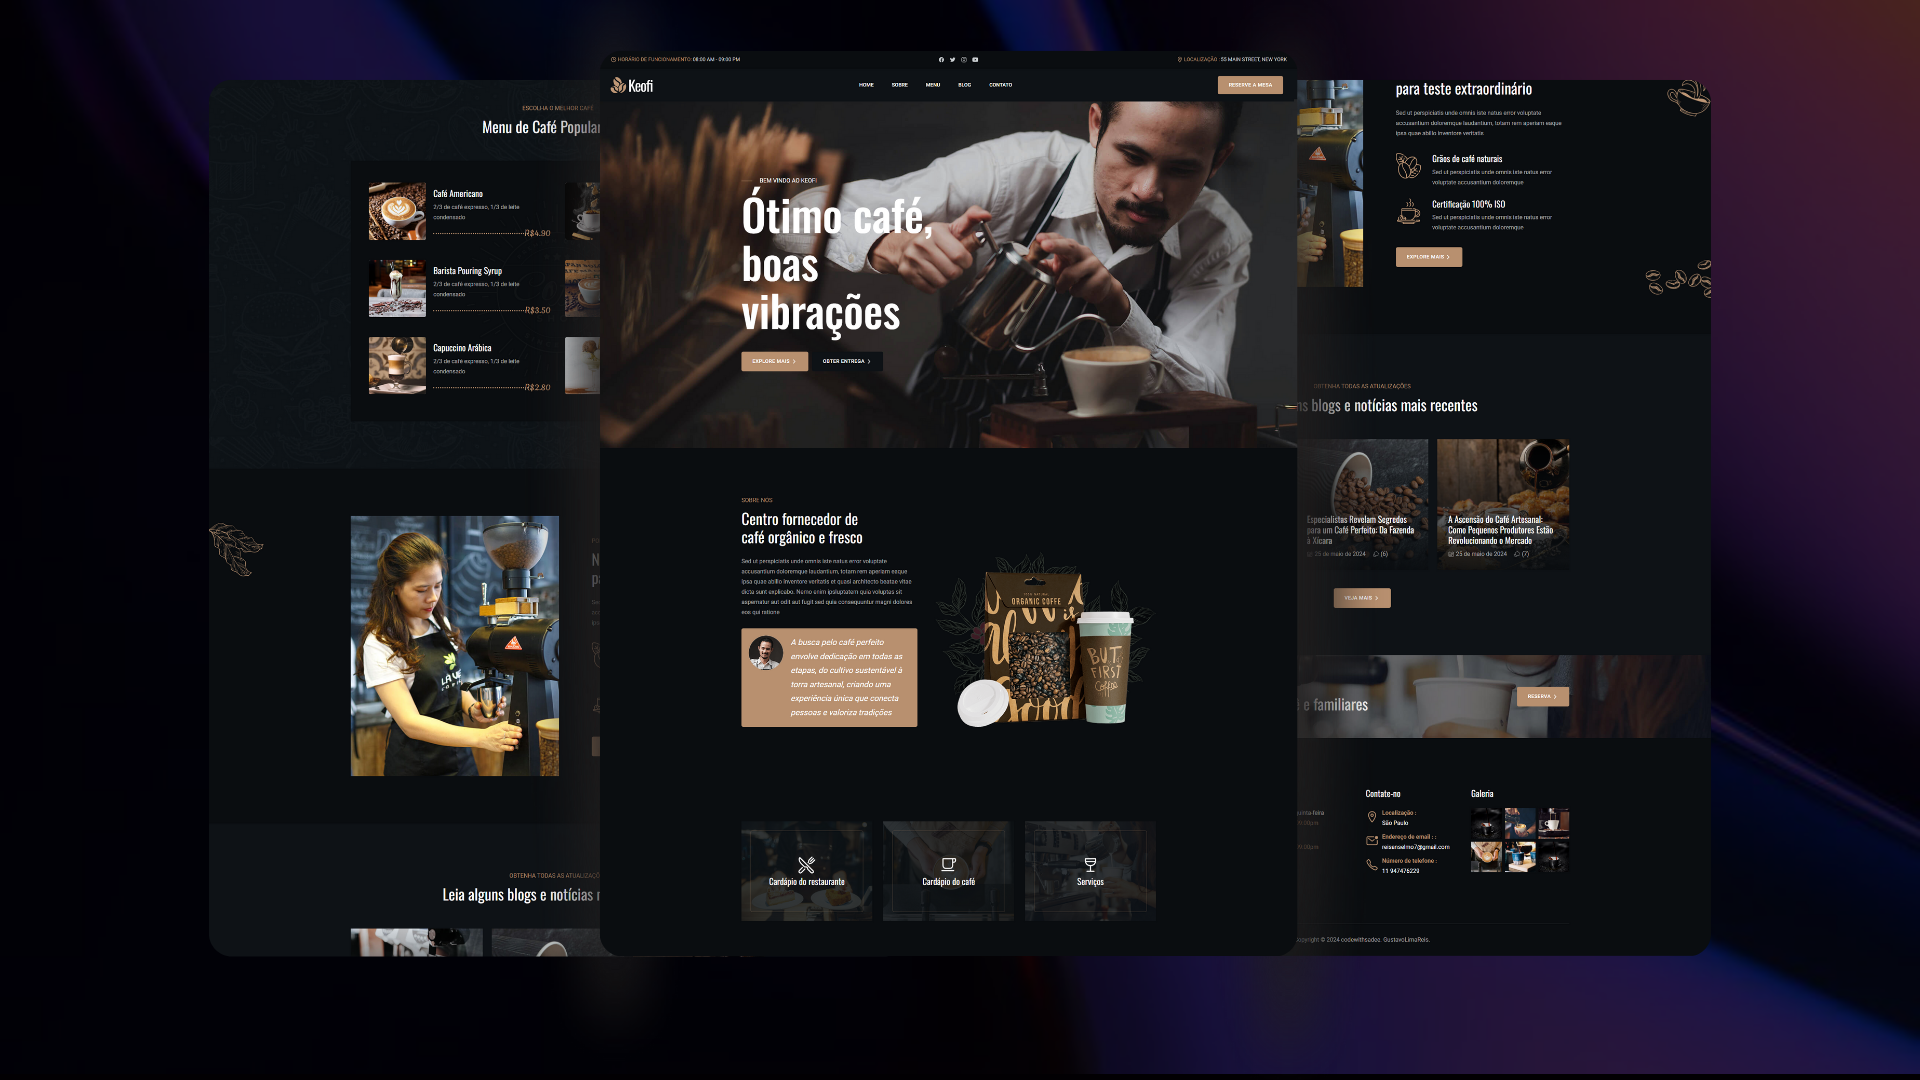 HORÁRIO DE FUNCIONAMENTO: 08:00 AM - 09:00 PM
LOCALIZAÇÃO : 55 MAIN STREET, NEW YORK
Keofi
HOME
SOBRE
MENU
BLOG
CONTATO
RESERVE A MESA
BEM VINDO AO KEOFI
Ótimo café,
boas
vibrações
EXPLORE MAIS
OBTER ENTREGA
SOBRE NÓS
Centro fornecedor de
café orgânico e fresco
Sed ut perspiciatis unde omnis iste natus error voluptate
accusantium doloremque laudantium, totam rem aperiam eaque
ipsa quae abillo inventore veritatis et quasi architecto beatae vitae
dicta sunt explicabo. Nemo enim ipsluptatem quia voluptas sit
aspernatur aut odit aut fugit sed quia consequuntur magni dolores
eos qui ratione
A busca pelo café perfeito
envolve dedicação em todas as
etapas, do cultivo sustentável à
torra artesanal, criando uma
experiência única que conecta
pessoas e valoriza tradições
ORGANIC COFFE
BUT
FIRST
Coffee
Cardápio do restaurante
Cardápio do café
Serviços
ESCOLHA O MELHOR CAFÉ
Menu de Café Popular
Café Americano
2/3 de café expresso, 1/3 de leite
condensado
R$4.90
Barista Pouring Syrup
2/3 de café expresso, 1/3 de leite
condensado
R$3.50
Capuccino Arábica
2/3 de café expresso, 1/3 de leite
condensado
R$2.80
OBTENHA TODAS AS ATUALIZAÇÕ
Leia alguns blogs e notícias
para teste extraordinário
Sed ut perspiciatis unde omnis iste natus error voluptate
accusantium doloremque laudantium, totam rem aperiam eaque
ipsa quae abillo inventore veritatis
Grãos de café naturais
Sed ut perspiciatis unde omnis iste natus error
voluptate accusantium doloremque
Certificação 100% ISO
Sed ut perspiciatis unde omnis iste natus error
voluptate accusantium doloremque
EXPLORE MAIS
OBTENHA TODAS AS ATUALIZAÇÕES
ns blogs e notícias mais recentes
Especialistas Revelam Segredos
para um Café Perfeito: Da Fazenda
à Xícara
25 de maio de 2024 (6)
A Ascensão do Café Artesanal:
Como Pequenos Produtores Estão
Revolucionando o Mercado
25 de maio de 2024 (7)
VEJA MAIS
e familiares
RESERVA
uinta-feira
Contate-no
Localização :
São Paulo
Endereço de email : :
reisanselmo7@gmail.com
Número de telefone :
11 947476229
Galeria
opyright © 2024 codewithsadee. GustavoLimaReis.